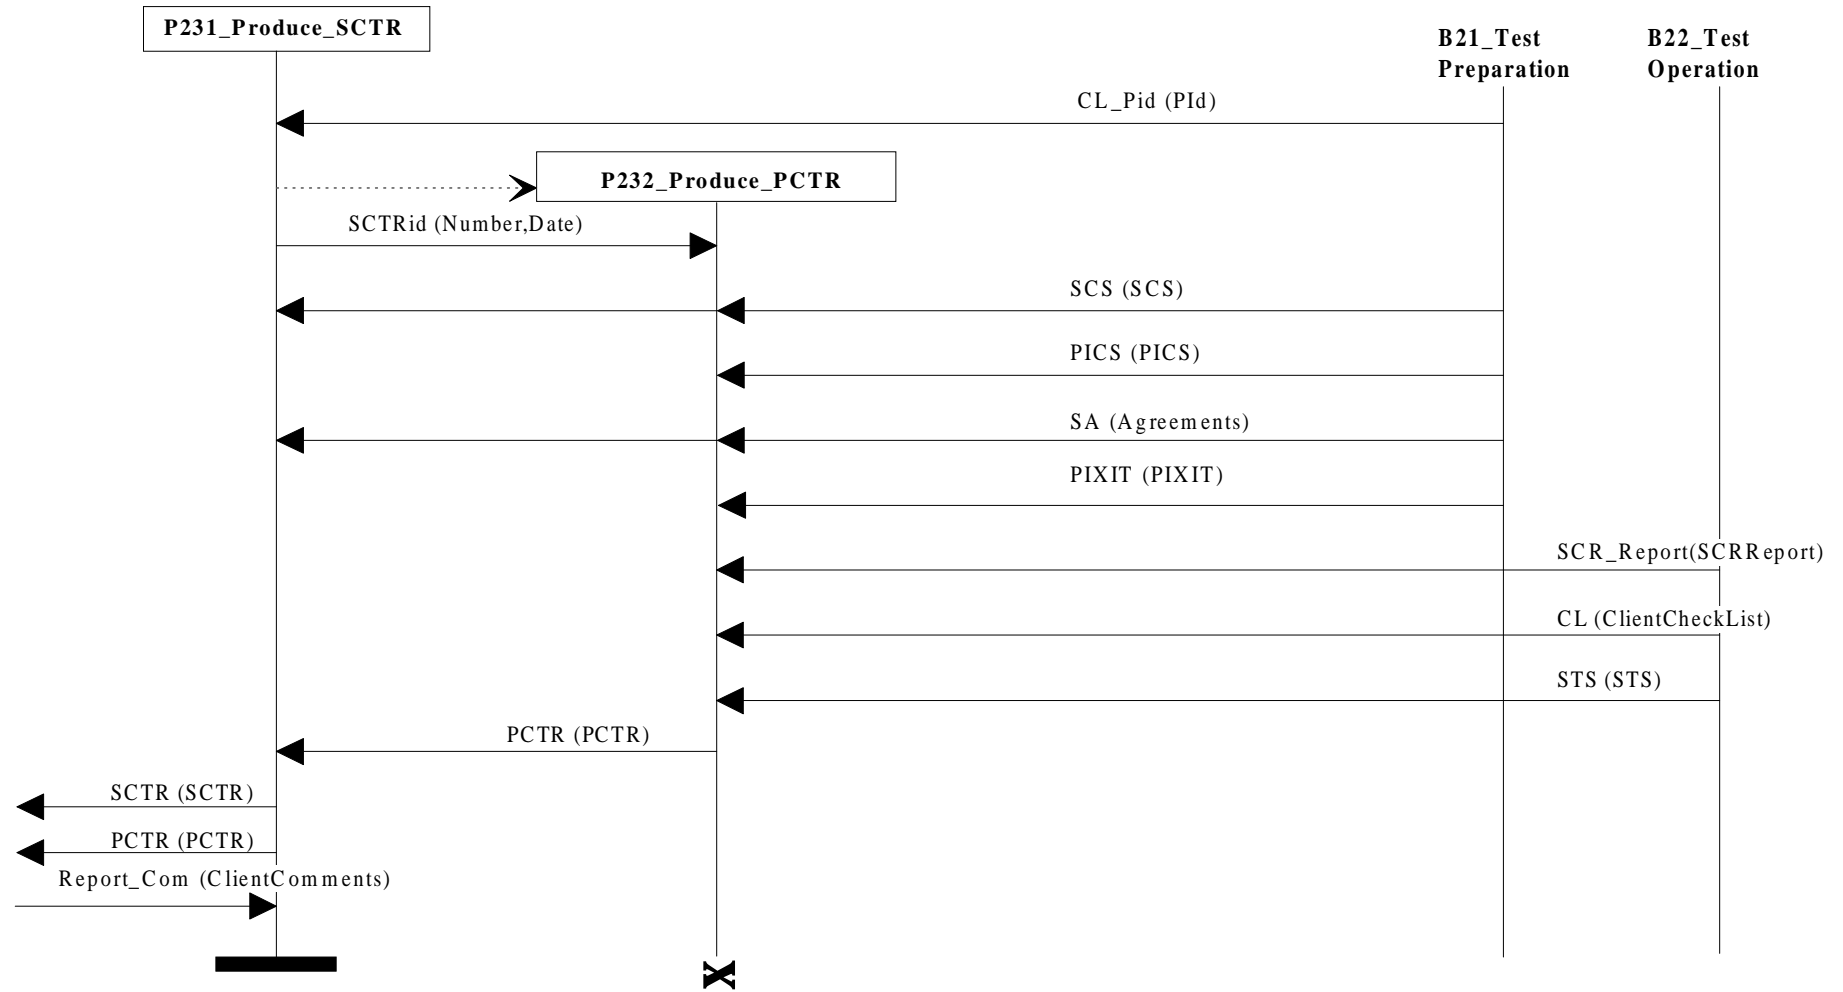 P231_Produce_SCTR
B21_Test
Preparation
B22_Test
Operation
CL_Pid (PId)
P232_Produce_PCTR
SCTRid (Number,Date)
SCS (SCS)
PICS (PICS)
SA (Agreements)
PIXIT (PIXIT)
SCR_Report(SCRReport)
CL (ClientCheckList)
STS (STS)
PCTR (PCTR)
SCTR (SCTR)
PCTR (PCTR)
Report_Com (ClientComments)